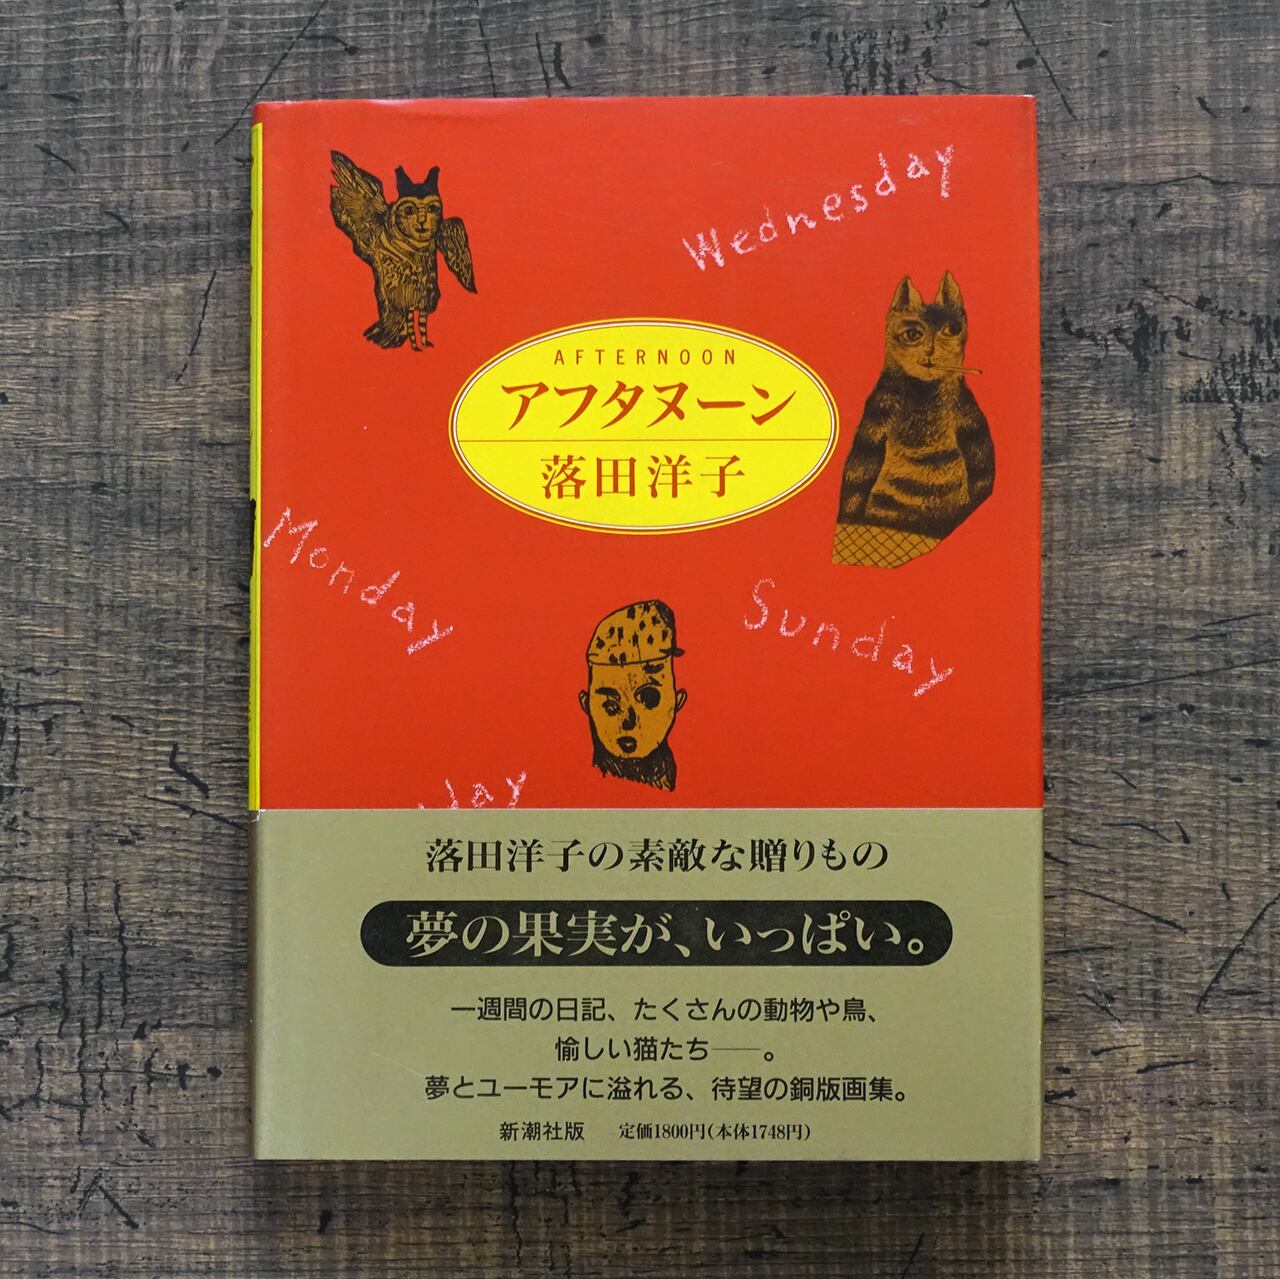 Wednesday
AFTERNOON
アフタヌーン
落田洋子
Monday
Sunday
day
落田洋子の素敵な贈りもの
夢の果実が、いっぱい。
一週間の日記、たくさんの動物や鳥、
愉しい猫たち——。
夢とユーモアに溢れる、待望の銅版画集。
新潮社版 定価1800円(本体1748円)